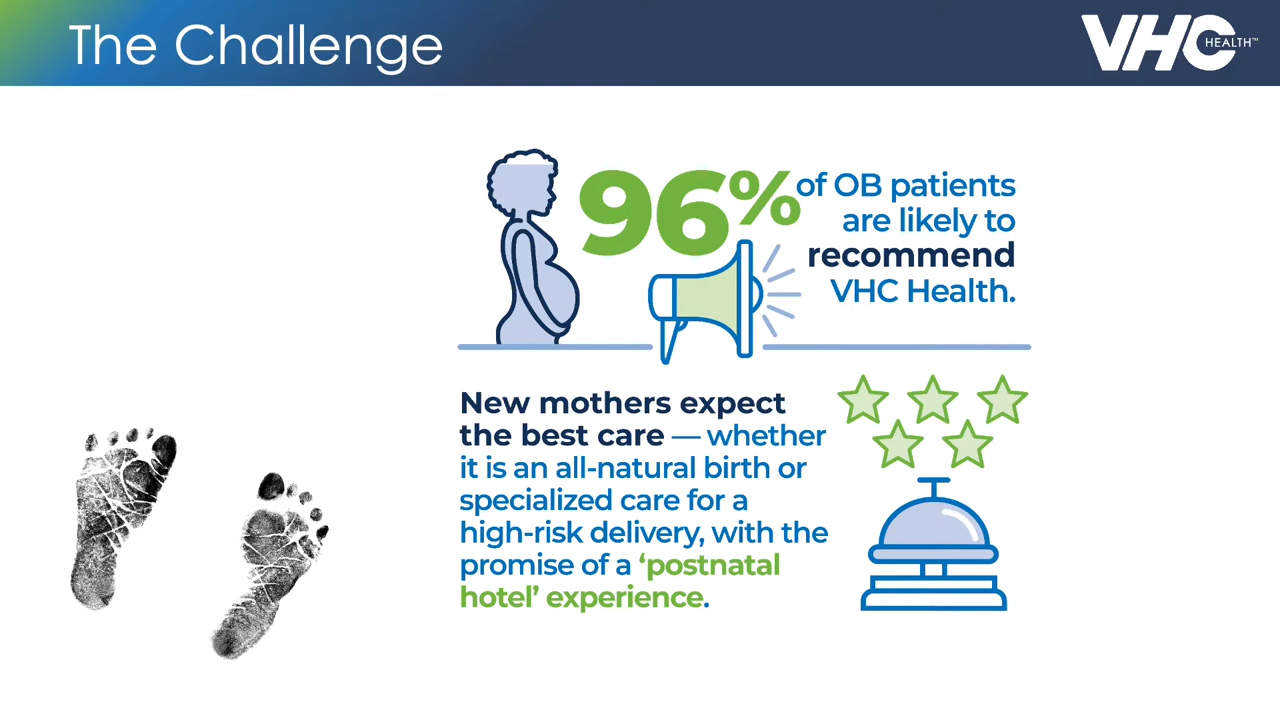 The Challenge
VHC HEALTH™
96% of OB patients
are likely to
recommend
VHC Health.
New mothers expect
the best care — whether
it is an all-natural birth or
specialized care for a
high-risk delivery, with the
promise of a ‘postnatal
hotel’ experience.